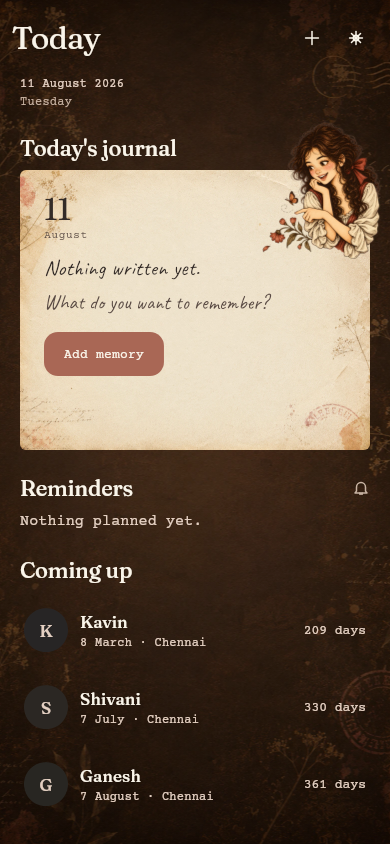 Today
11 August 2026
Tuesday
Today's journal
11
August
Nothing written yet.
What do you want to remember?
Add memory
Reminders
Nothing planned yet.
Coming up
K
Kavin
8 March · Chennai
209 days
S
Shivani
7 July · Chennai
330 days
G
Ganesh
7 August · Chennai
361 days